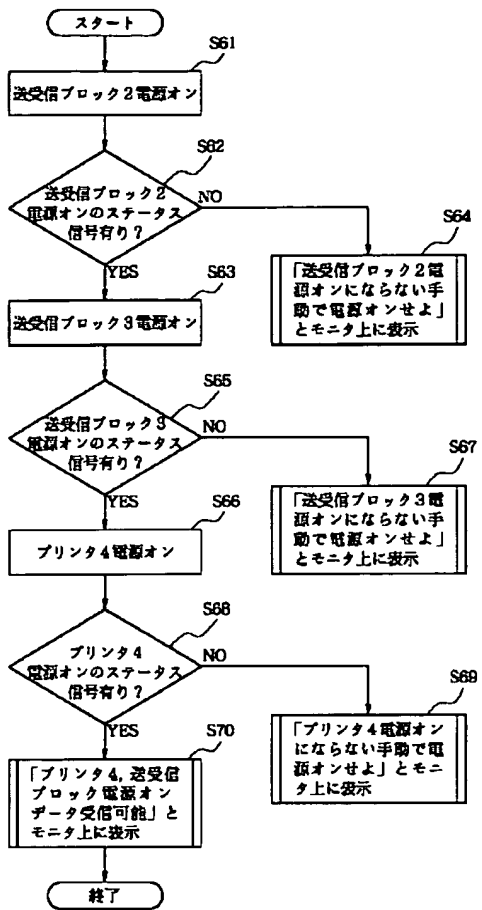 スタート
S61
送受信ブロック2電源オン
S62
送受信ブロック2
電源オンのステータス
信号有り?
NO
YES
S64
「送受信ブロック2電
源オンにならない手
動で電源オンせよ」
とモニタ上に表示
S63
送受信ブロック3電源オン
S65
送受信ブロック3
電源オンのステータス
信号有り?
NO
YES
S67
「送受信ブロック3電
源オンにならない手
動で電源オンせよ」
とモニタ上に表示
S66
プリンタ4電源オン
S68
プリンタ4
電源オンのステータス
信号有り?
NO
YES
S69
「プリンタ4電源オン
にならない手動で電
源オンせよ」とモニ
タ上に表示
S70
「プリンタ4,送受信
ブロック電源オン
データ受信可能」と
モニタ上に表示
終了